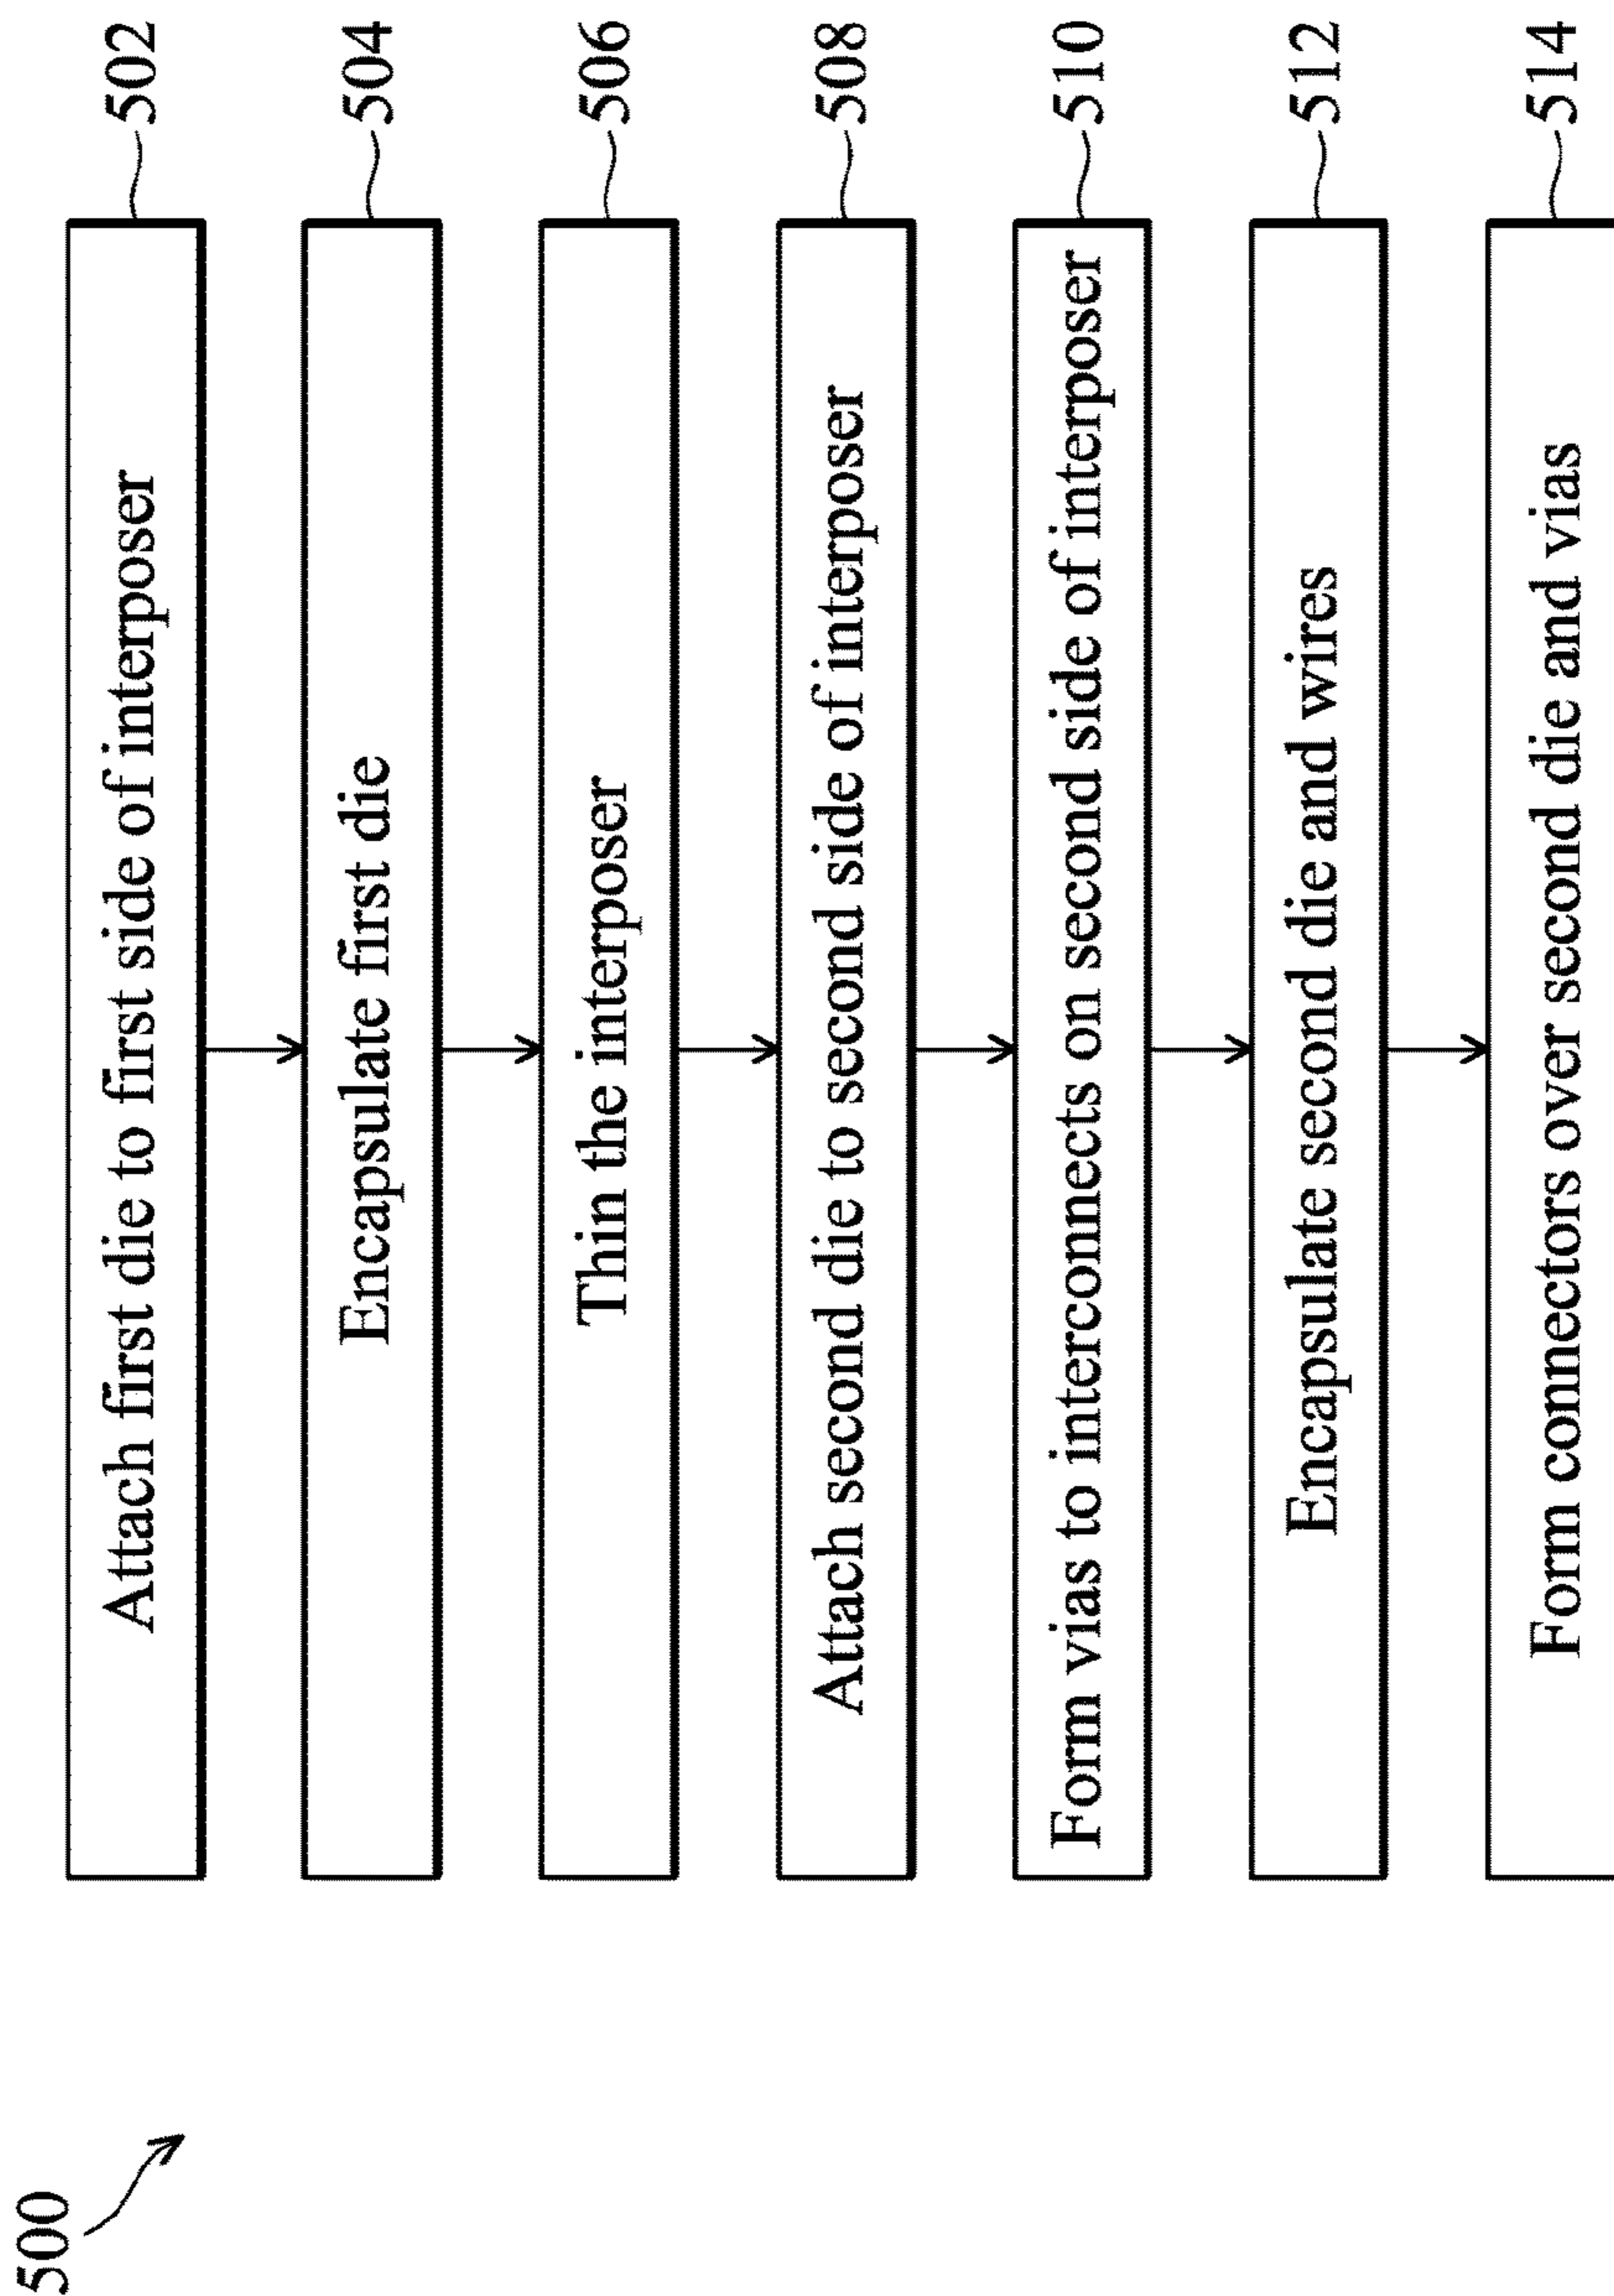 500
Attach first die to first side of interposer
502
Encapsulate first die
504
Thin the interposer
506
Attach second die to second side of interposer
508
Form vias to interconnects on second side of interposer
510
Encapsulate second die and wires
512
Form connectors over second die and vias
514